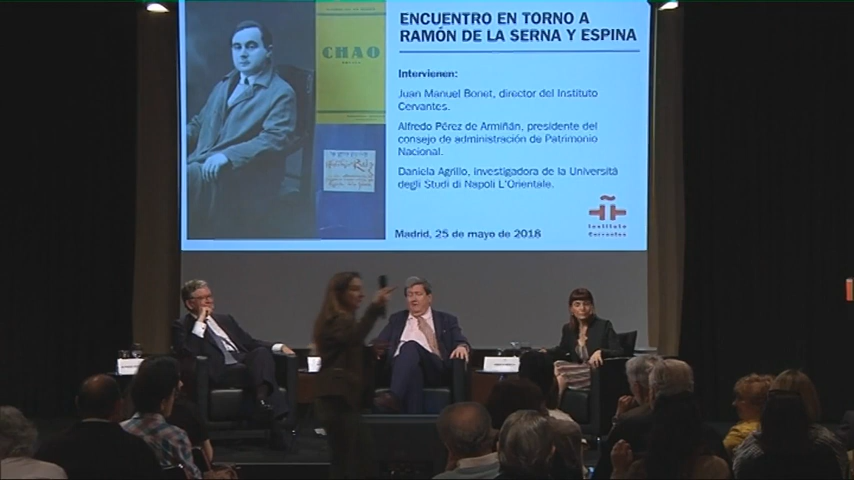 ENCUENTRO EN TORNO A
RAMÓN DE LA SERNA Y ESPINA
CHAO
Intervienen:
Juan Manuel Bonet, director del Instituto
Cervantes.
Alfredo Pérez de Armiñán, presidente del
consejo de administración de Patrimonio
Nacional.
Daniela Agrillo, investigadora de la Università
degli Studi di Napoli L'Orientale.
Instituto
Cervantes
Madrid, 25 de mayo de 2018